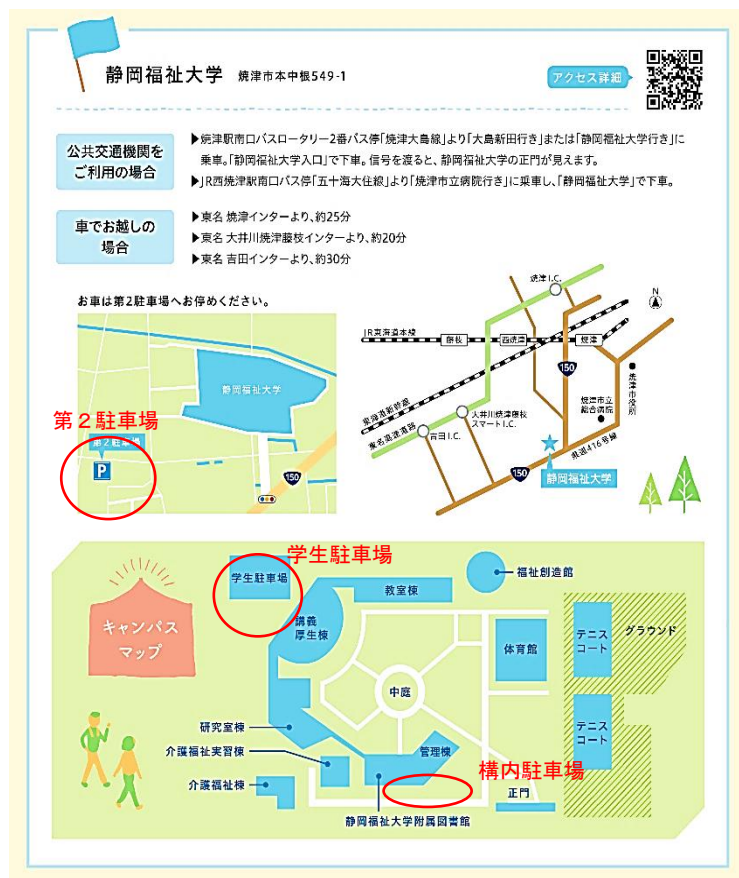 静岡福祉大学 焼津市本中根549-1
アクセス詳細
公共交通機関を
ご利用の場合
▶焼津駅南口バスロータリー2番バス停「焼津大島線」より「大島新田行き」または「静岡福祉大学行き」に
乗車。「静岡福祉大学入口」で下車。信号を渡ると、静岡福祉大学の正門が見えます。
▶JR西焼津駅南口バス停「五十海大住線」より「焼津市立病院行き」に乗車し、「静岡福祉大学」で下車。
車でお越しの
場合
▶東名 焼津インターより、約25分
▶東名 大井川焼津藤枝インターより、約20分
▶東名 吉田インターより、約30分
お車は第2駐車場へお停めください。
静岡福祉大学
第2駐車場
第2駐車場
P
150
焼津I.C.
N
JR東海道本線
藤枝
西焼津
焼津
150
焼津市役所
焼津市立
総合病院
東海道新幹線
東名高速道路
大井川焼津藤枝
スマートI.C.
吉田I.C.
県道416号線
150
静岡福祉大学
学生駐車場
学生駐車場
福祉創造館
教室棟
キャンパス
マップ
講義
厚生棟
体育館
テニス
コート
グラウンド
中庭
研究室棟
管理棟
テニス
コート
介護福祉実習棟
構内駐車場
介護福祉棟
正門
静岡福祉大学附属図書館